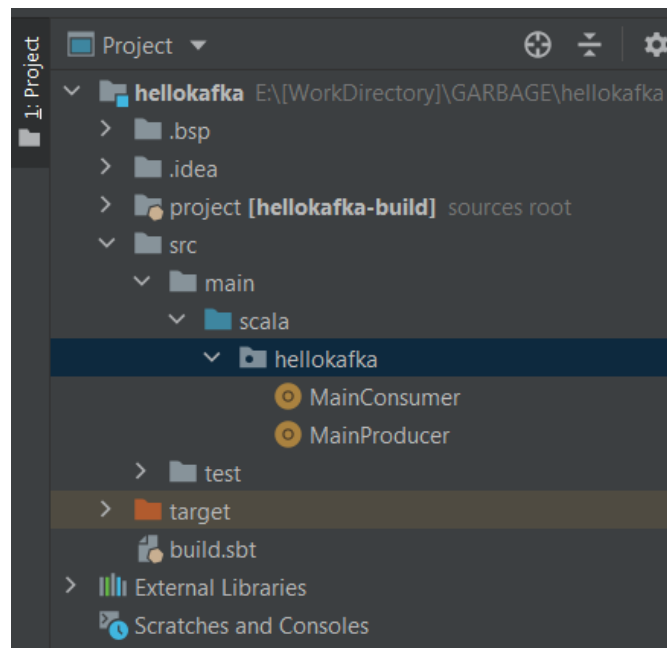 1: Project
Project
hellokafka E:\[WorkDirectory]\GARBAGE\hellokafka
.bsp
.idea
project [hellokafka-build] sources root
src
main
scala
hellokafka
MainConsumer
MainProducer
test
target
build.sbt
External Libraries
Scratches and Consoles